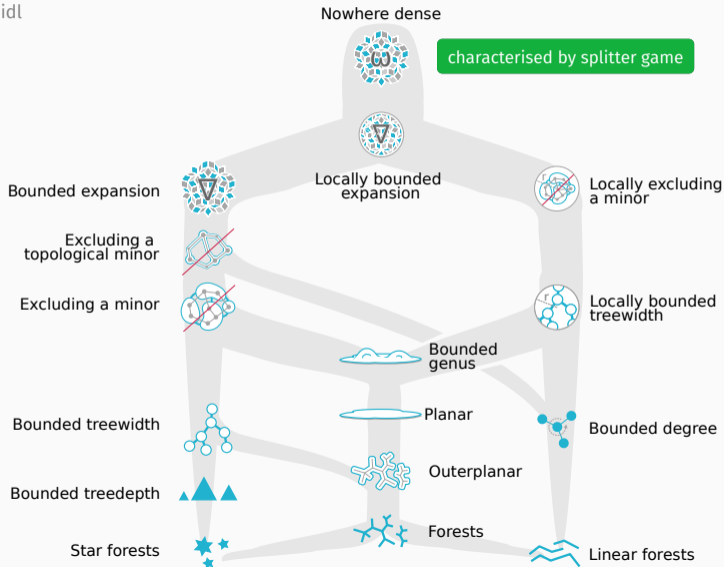 idl
Nowhere dense
ω
characterised by splitter game
∇
Locally bounded
expansion
Bounded expansion
∇
r
Locally excluding
a minor
Excluding a
topological minor
Excluding a minor
r
Locally bounded
treewidth
Bounded
genus
Bounded treewidth
Planar
Bounded degree
Outerplanar
Bounded treedepth
Forests
Star forests
Linear forests